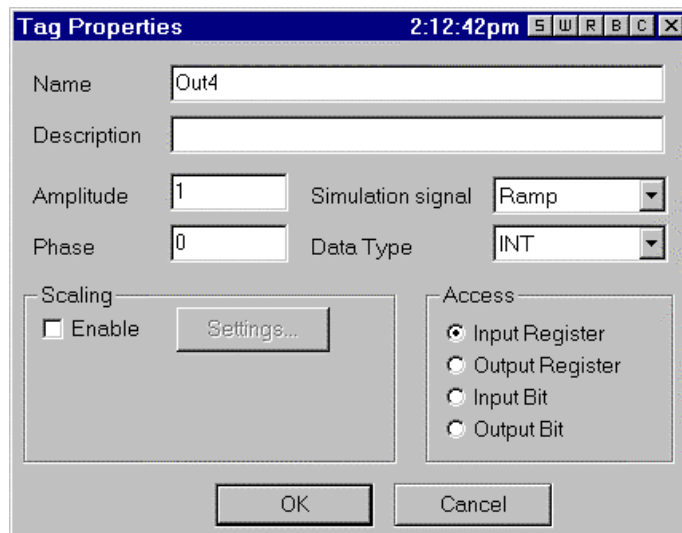 Tag Properties 2:12:42pm S W R B C X
Name Out4
Description
Amplitude 1 Simulation signal Ramp
Phase 0 Data Type INT
Scaling Access
Enable Settings... Input Register
Output Register
Input Bit
Output Bit
OK Cancel